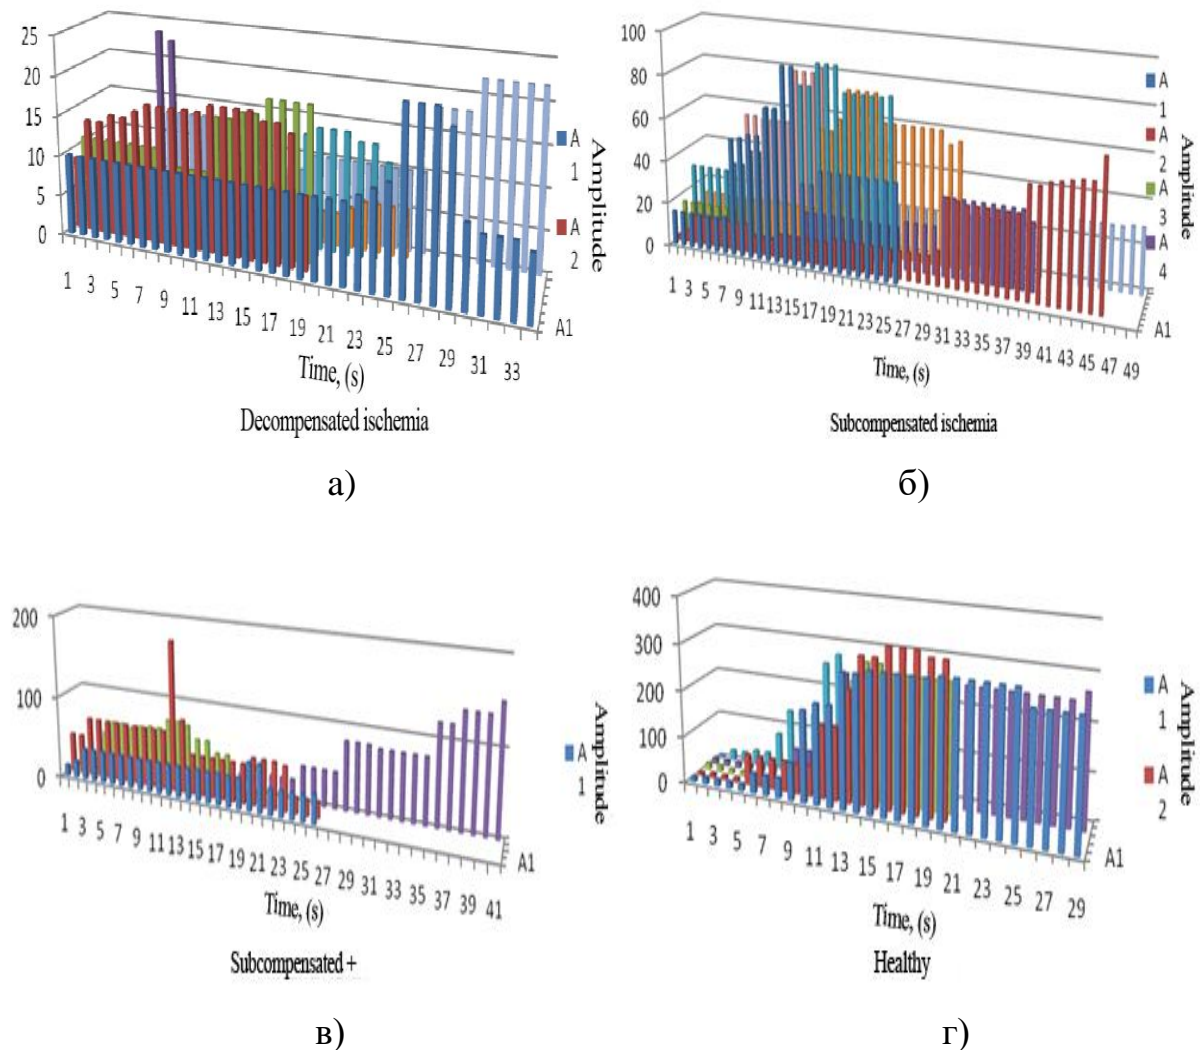 25
20
15
10
5
0
1 3 5 7 9 11 13 15 17 19 21 23 25 27 29 31 33
Time, (s)
Amplitude
A
1
A
2
A1
Decompensated ischemia
а)
100
80
60
40
20
0
1 3 5 7 9 11 13 15 17 19 21 23 25 27 29 31 33 35 37 39 41 43 45 47 49
Time, (s)
Amplitude
A
1
A
2
A
3
A
4
A1
Subcompensated ischemia
б)
200
100
0
1 3 5 7 9 11 13 15 17 19 21 23 25 27 29 31 33 35 37 39 41
Time, (s)
Amplitude
A
1
A1
Subcompensated +
в)
400
300
200
100
0
1 3 5 7 9 11 13 15 17 19 21 23 25 27 29
Time, (s)
Amplitude
A
1
A
2
A1
Healthy
г)